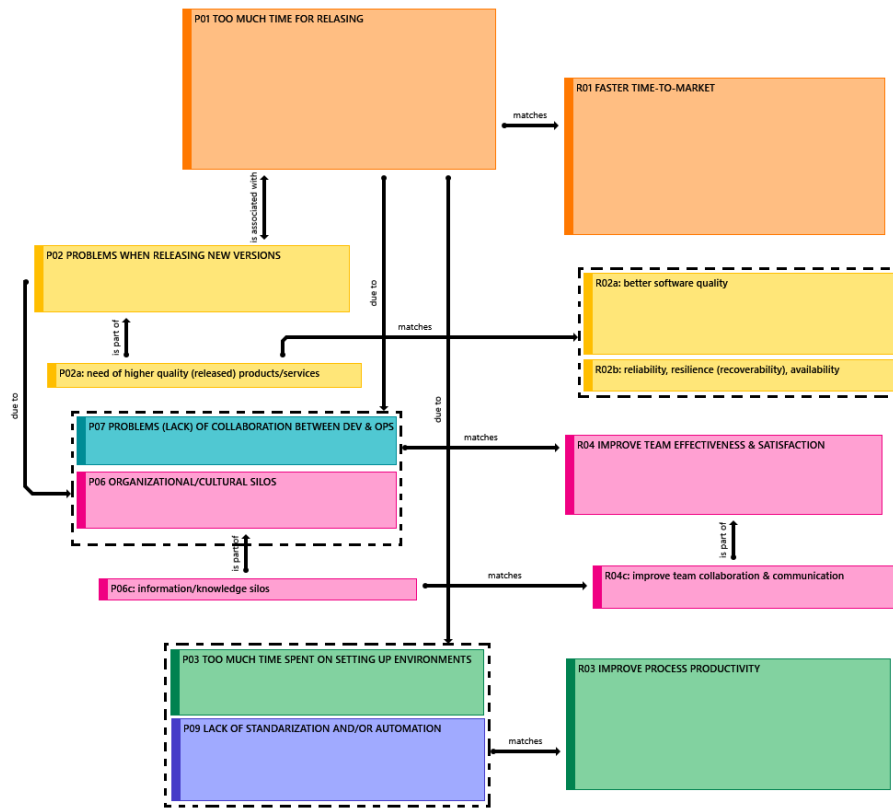 P01 TOO MUCH TIME FOR RELASING
R01 FASTER TIME-TO-MARKET
matches
is associated with
P02 PROBLEMS WHEN RELEASING NEW VERSIONS
due to
R02a: better software quality
is part of
matches
P02a: need of higher quality (released) products/services
R02b: reliability, resilience (recoverability), availability
due to
due to
P07 PROBLEMS (LACK) OF COLLABORATION BETWEEN DEV & OPS
matches
R04 IMPROVE TEAM EFFECTIVENESS & SATISFACTION
P06 ORGANIZATIONAL/CULTURAL SILOS
is part of
is part of
P06c: information/knowledge silos
matches
R04c: improve team collaboration & communication
P03 TOO MUCH TIME SPENT ON SETTING UP ENVIRONMENTS
R03 IMPROVE PROCESS PRODUCTIVITY
P09 LACK OF STANDARIZATION AND/OR AUTOMATION
matches